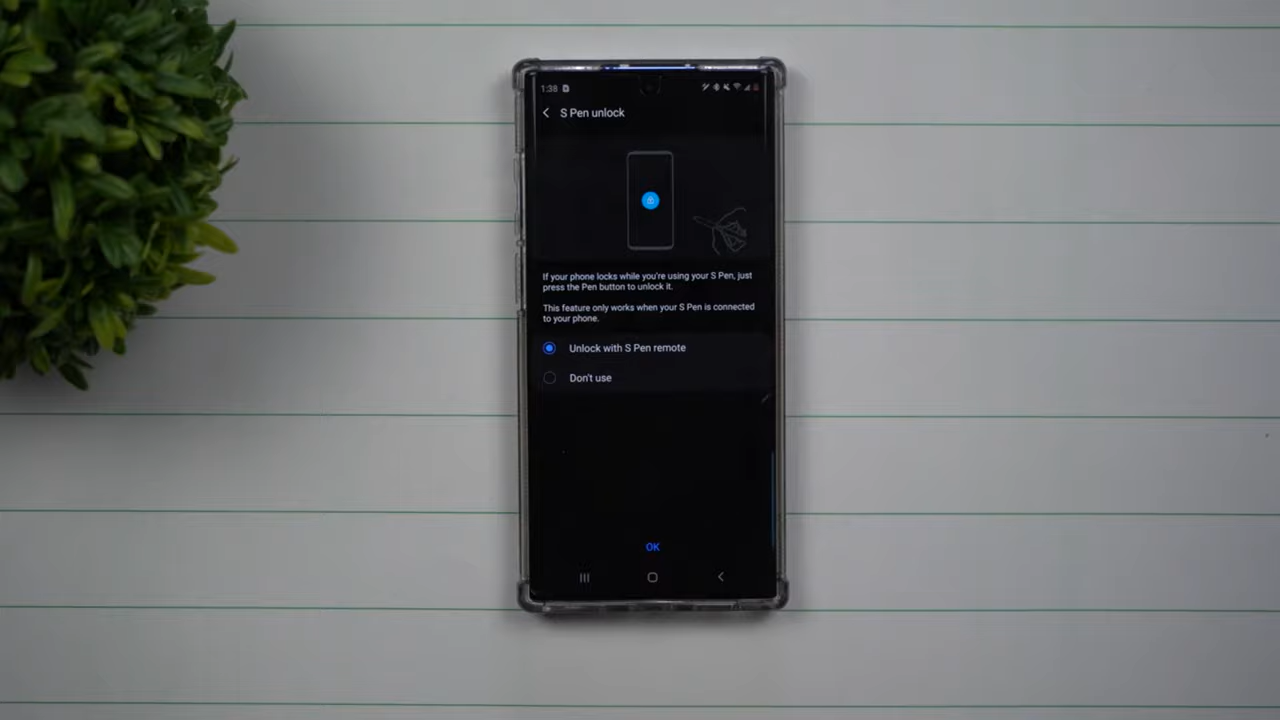 1:38
S Pen unlock
If your phone locks while you're using your S Pen, just
press the Pen button to unlock it.
This feature only works when your S Pen is connected
to your phone.
Unlock with S Pen remote
Don't use
OK